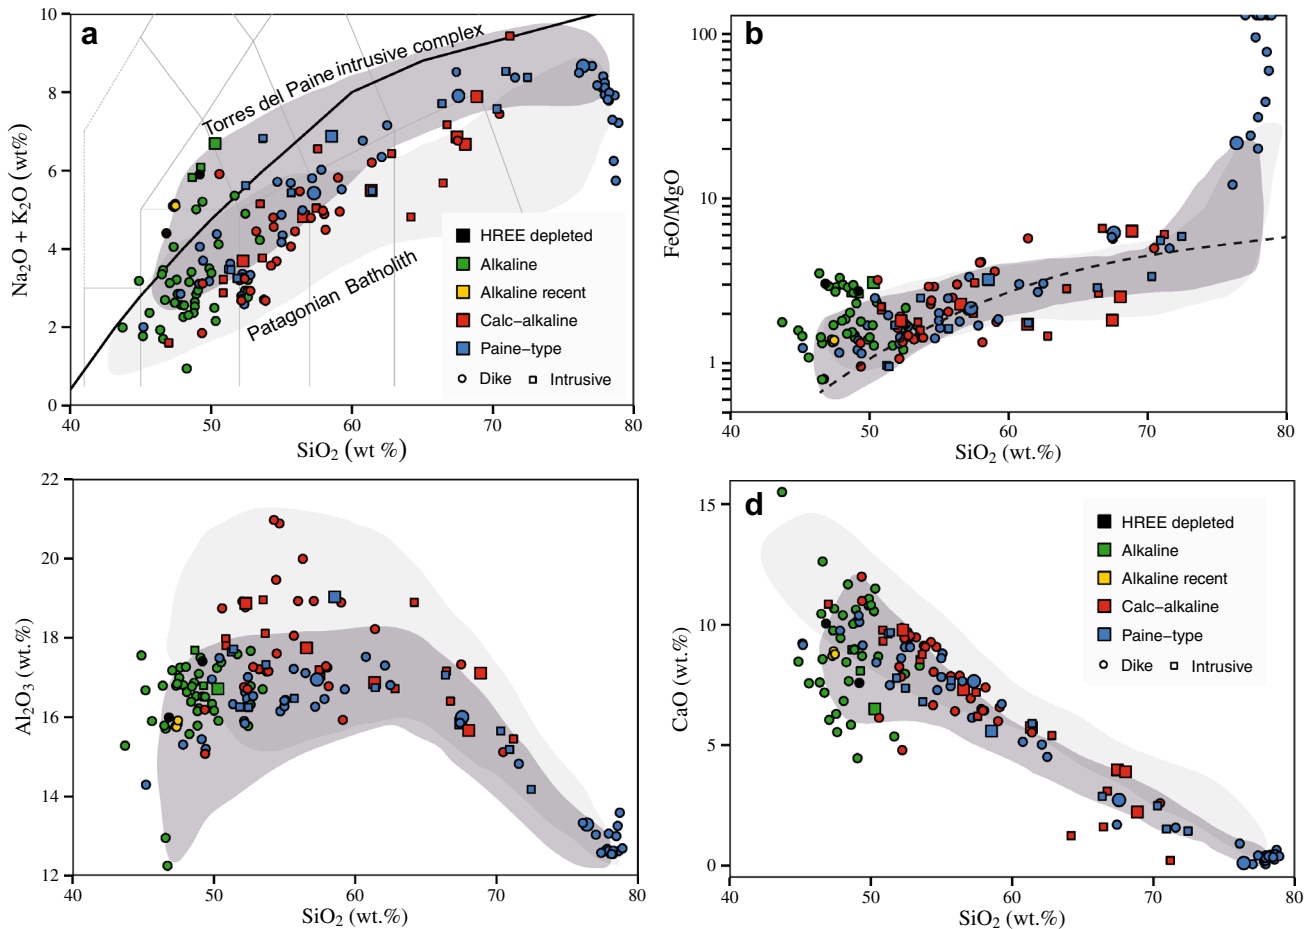 a
10
8
6
4
2
0
Na₂O + K₂O (wt%)
Torres del Paine intrusive complex
Patagonian Batholith
HREE depleted
Alkaline
Alkaline recent
Calc–alkaline
Paine–type
Dike
Intrusive
40
50
60
70
80
SiO₂ (wt %)
b
100
10
1
FeO/MgO
40
50
60
70
80
SiO₂ (wt.%)
22
20
18
16
14
12
Al₂O₃ (wt.%)
40
50
60
70
80
SiO₂ (wt.%)
d
15
10
5
0
CaO (wt.%)
HREE depleted
Alkaline
Alkaline recent
Calc–alkaline
Paine–type
Dike
Intrusive
40
50
60
70
80
SiO₂ (wt.%)